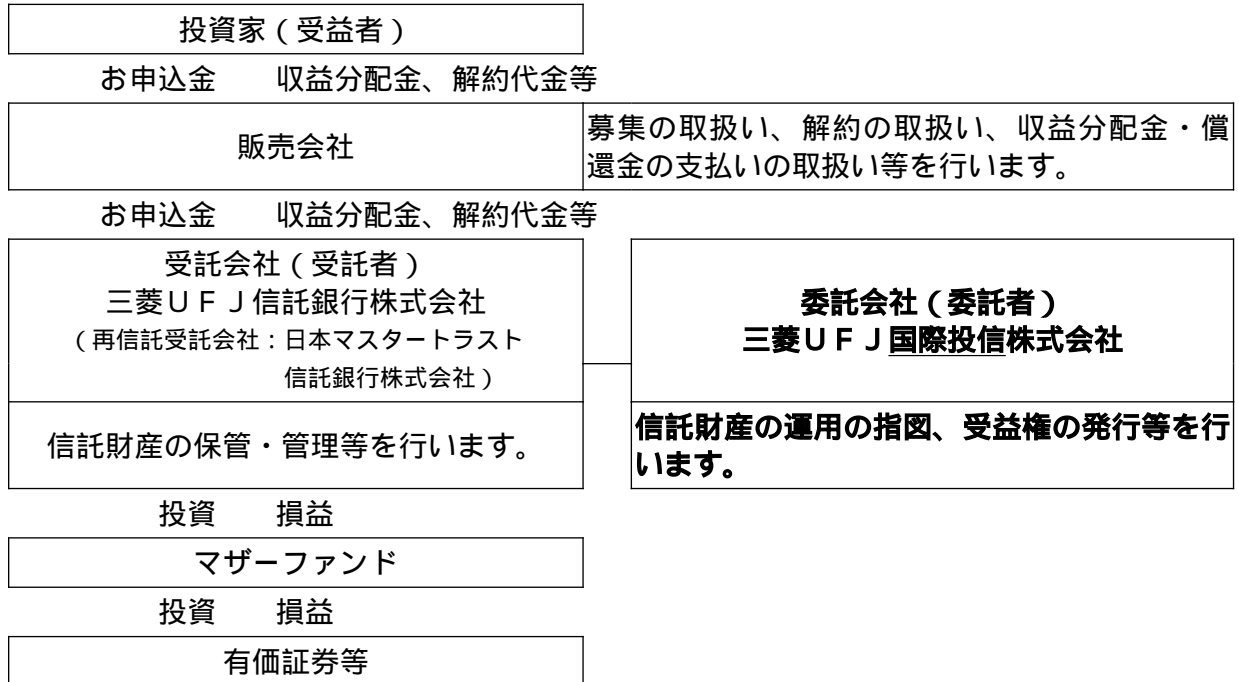 投資家(受益者)
お申込金　　収益分配金、解約代金等
販売会社
募集の取扱い、解約の取扱い、収益分配金・償
還金の支払いの取扱い等を行います。
お申込金　　収益分配金、解約代金等
受託会社(受託者)
三菱UFJ信託銀行株式会社
(再信託受託会社:日本マスタートラスト
信託銀行株式会社)
委託会社(委託者)
三菱UFJ国際投信株式会社
信託財産の保管・管理等を行います。
信託財産の運用の指図、受益権の発行等を行
います。
投資　　損益
マザーファンド
投資　　損益
有価証券等